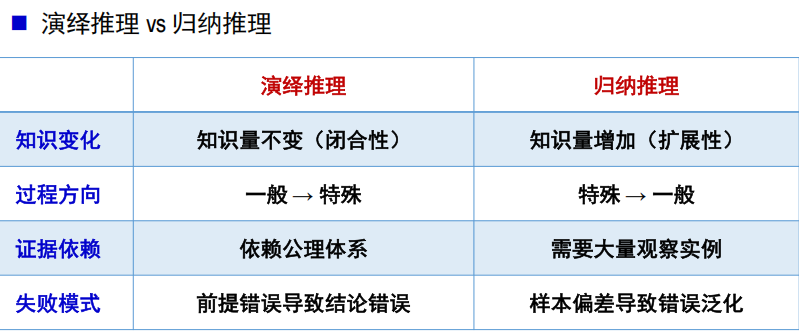 演绎推理 vs 归纳推理
演绎推理 归纳推理
知识变化 知识量不变（闭合性） 知识量增加（扩展性）
过程方向 一般 → 特殊 特殊 → 一般
证据依赖 依赖公理体系 需要大量观察实例
失败模式 前提错误导致结论错误 样本偏差导致错误泛化